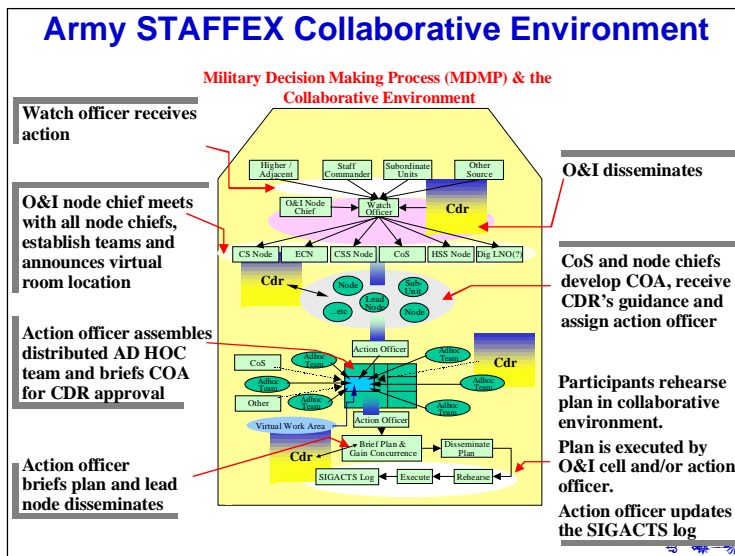 Army STAFFEX Collaborative Environment
Military Decision Making Process (MDMP) & the
Collaborative Environment
Watch officer receives
action
O&I node chief meets
with all node chiefs,
establish teams and
announces virtual
room location
Action officer assembles
distributed AD HOC
team and briefs COA
for CDR approval
Action officer
briefs plan and lead
node disseminates
Higher /
Adjacent
Staff
Commander
Subordinate
Units
Other
Source
O&I Node
Chief
Watch
Officer
Cdr
CS Node
ECN
CSS Node
CoS
HSS Node
Dig LNO(?)
Cdr
Node
Sub-
Unit
Lead
Node
...etc
Node
Action Officer
Cdr
CoS
Adhoc
Team
Adhoc
Team
Adhoc
Team
Adhoc
Team
Other
Adhoc
Team
Adhoc
Team
Virtual Work Area
Action Officer
Cdr
Brief Plan &
Gain Concurrence
Disseminate
Plan
SIGACTS Log
Execute
Rehearse
O&I disseminates
CoS and node chiefs
develop COA, receive
CDR's guidance and
assign action officer
Participants rehearse
plan in collaborative
environment.
Plan is executed by
O&I cell and/or action
officer.
Action officer updates
the SIGACTS log